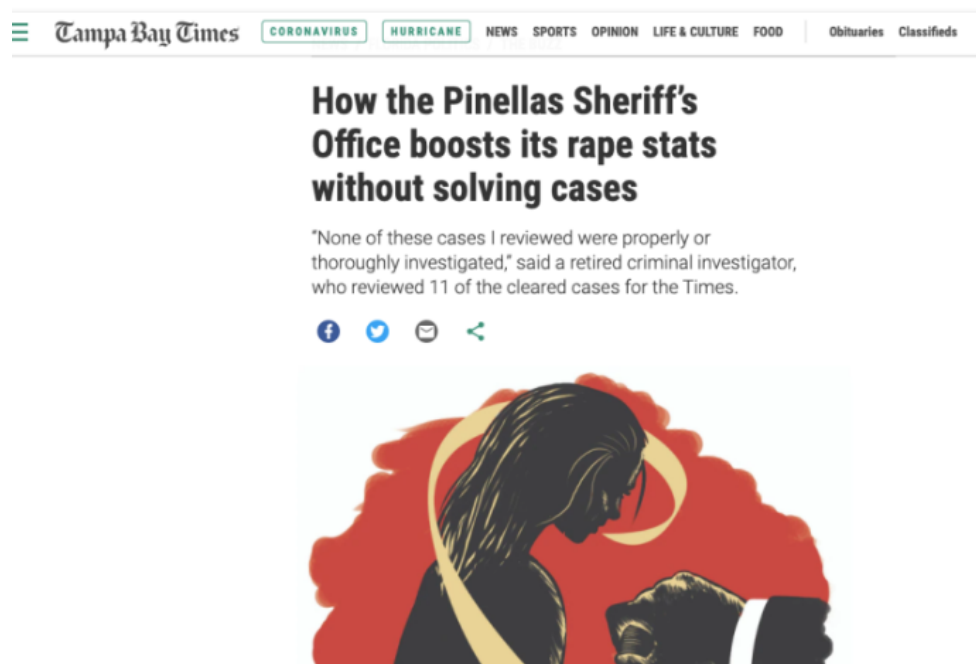 Tampa Bay Times CORONAVIRUS HURRICANE NEWS SPORTS OPINION LIFE & CULTURE FOOD Obituaries Classifieds
How the Pinellas Sheriff's
Office boosts its rape stats
without solving cases
"None of these cases I reviewed were properly or
thoroughly investigated," said a retired criminal investigator,
who reviewed 11 of the cleared cases for the Times.